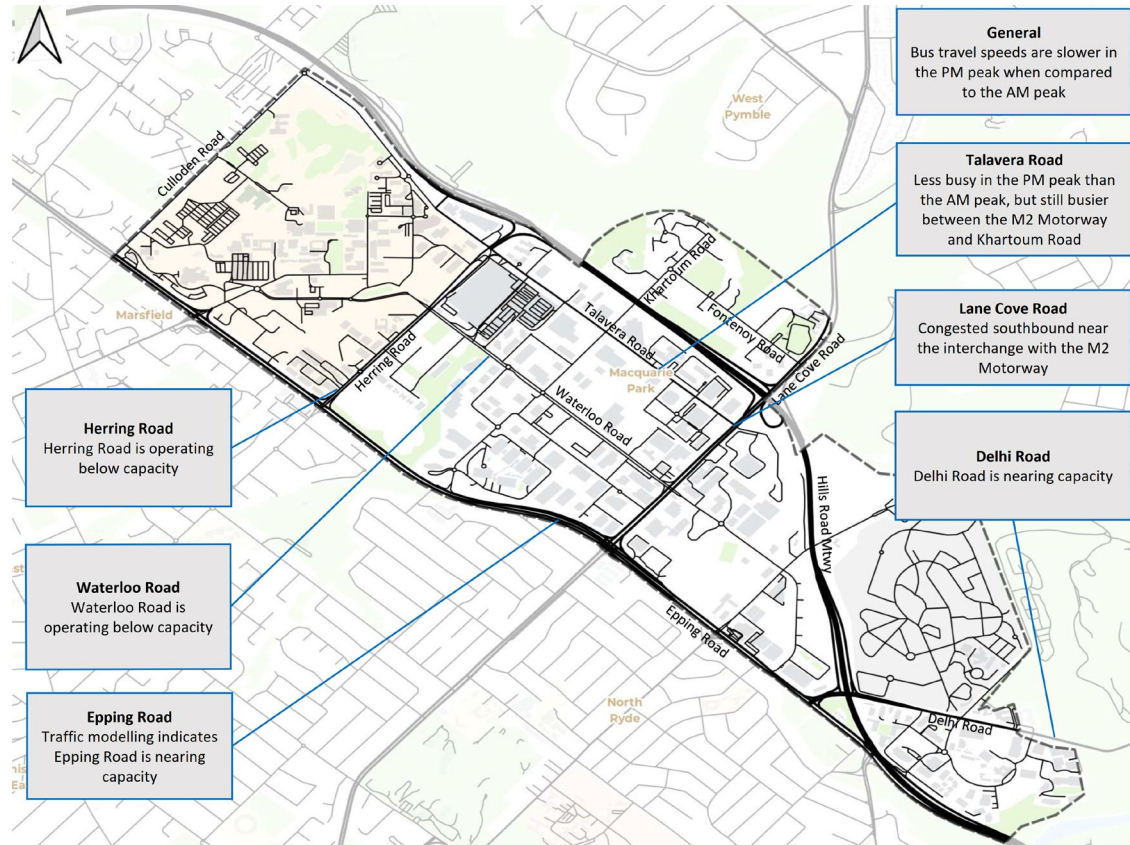 General
Bus travel speeds are slower in
the PM peak when compared
to the AM peak
West
Pymble
Culloden Road
Talavera Road
Less busy in the PM peak than
the AM peak, but still busier
between the M2 Motorway
and Khartoum Road
Khartoum Road
Marsfield
Talavera Road
Fontenoy Road
Lane Cove Road
Congested southbound near
the interchange with the M2
Motorway
Herring Road
Macquarie
Park
Lane Cove Road
Waterloo Road
Herring Road
Herring Road is operating
below capacity
Delhi Road
Delhi Road is nearing capacity
Hills Road Mtwy
Waterloo Road
Waterloo Road is
operating below capacity
Epping Road
North
Ryde
Delhi Road
Epping Road
Traffic modelling indicates
Epping Road is nearing
capacity